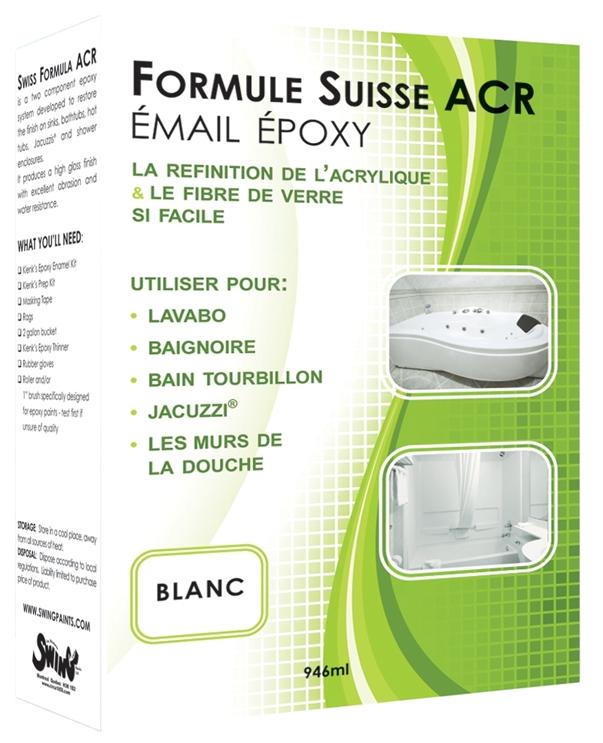 SWISS FORMULA ACR
is a two component epoxy
system developed to restore
the finish on sinks, bathtubs, hot
tubs, Jacuzzis® and shower
enclosures.
It produces a high gloss finish
with excellent abrasion and
water resistance.
WHAT YOU'LL NEED:
❑ Klenk's Epoxy Enamel Kit
❑ Klenk's Prep Kit
❑ Masking Tape
❑ Rags
❑ 2 gallon bucket
❑ Klenk's Epoxy Thinner
❑ Rubber gloves
❑ Roller and/or
1" brush specifically designed
for epoxy paints - test first if
unsure of quality
STORAGE: Store in a cool place, away
from all sources of heat.
DISPOSAL: Dispose according to local
regulations. Liability limited to purchase
price of product.
WWW.SWINGPAINTS.COM
SWING
Montreal Quebec
FORMULE SUISSE ACR
ÉMAIL ÉPOXY
LA REFINITION DE L'ACRYLIQUE
& LE FIBRE DE VERRE
SI FACILE
UTILISER POUR:
• LAVABO
• BAIGNOIRE
• BAIN TOURBILLON
• JACUZZI®
• LES MURS DE
LA DOUCHE
BLANC
946ml